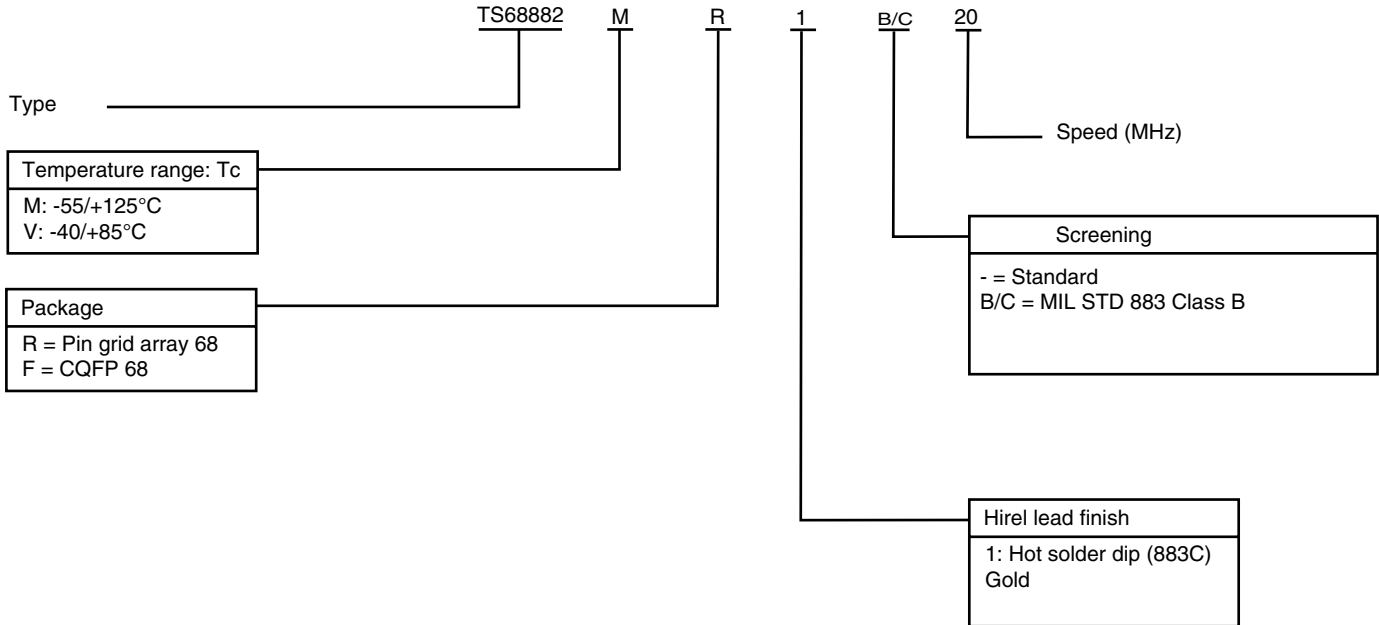 TS68882 M R 1 B/C 20
Type
Speed (MHz)
Temperature range: Tc
M: -55/+125°C
V: -40/+85°C
Screening
- = Standard
B/C = MIL STD 883 Class B
Package
R = Pin grid array 68
F = CQFP 68
Hirel lead finish
1: Hot solder dip (883C)
Gold